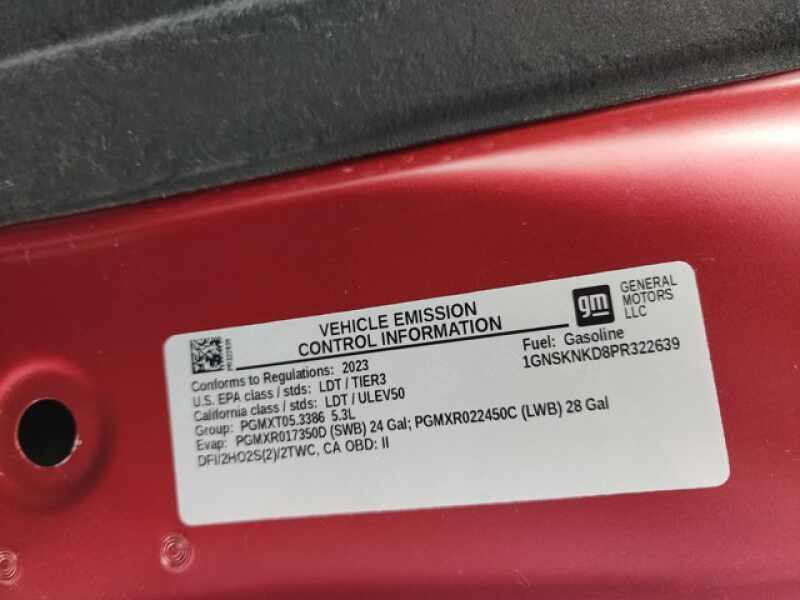 VEHICLE EMISSION
CONTROL INFORMATION
gm
GENERAL
MOTORS
LLC
Conforms to Regulations: 2023
Fuel: Gasoline
U.S. EPA class / stds: LDT / TIER3
1GNSKNKD8PR322639
California class / stds: LDT / ULEV50
Group: PGMXT05.3386 5.3L
Evap: PGMXR017350D (SWB) 24 Gal; PGMXR022450C (LWB) 28 Gal
DFI/2HO2S(2)/2TWC, CA OBD: II